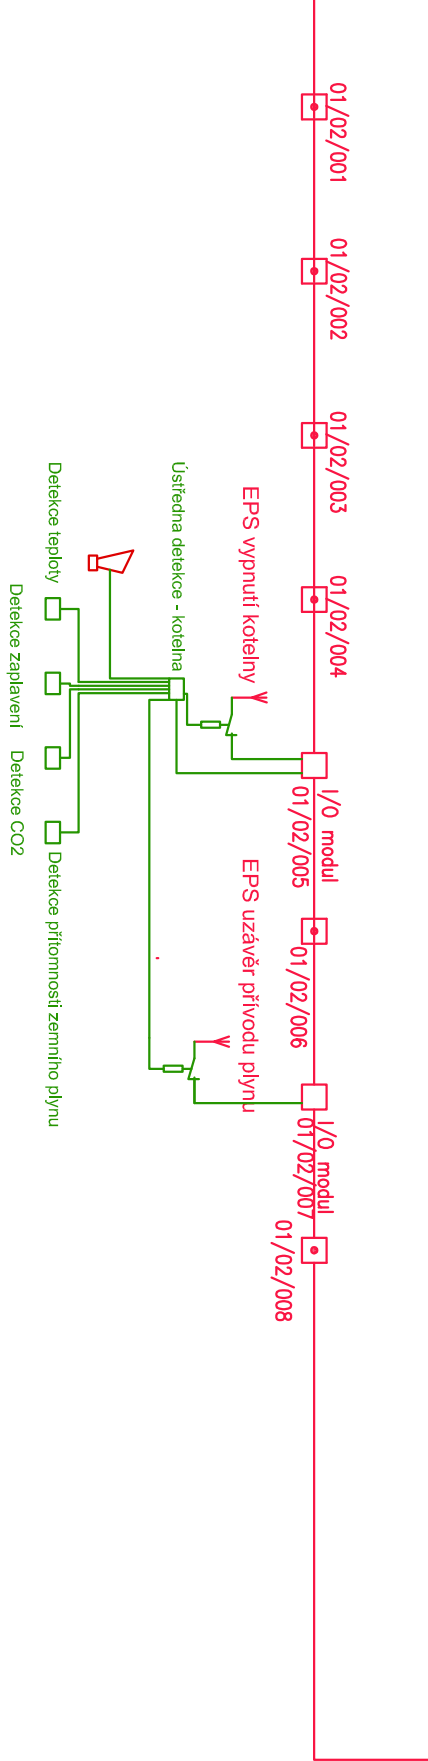 01/02/001
01/02/002
01/02/003
01/02/004
I/O modul
01/02/005
01/02/006
I/O modul
01/02/007
01/02/008
EPS vypnutí kotelny
EPS uzávěr přívodu plynu
Ústředna detekce - kotelna
Detekce teploty
Detekce zaplavení
Detekce CO2
Detekce přítomnosti zemního plynu